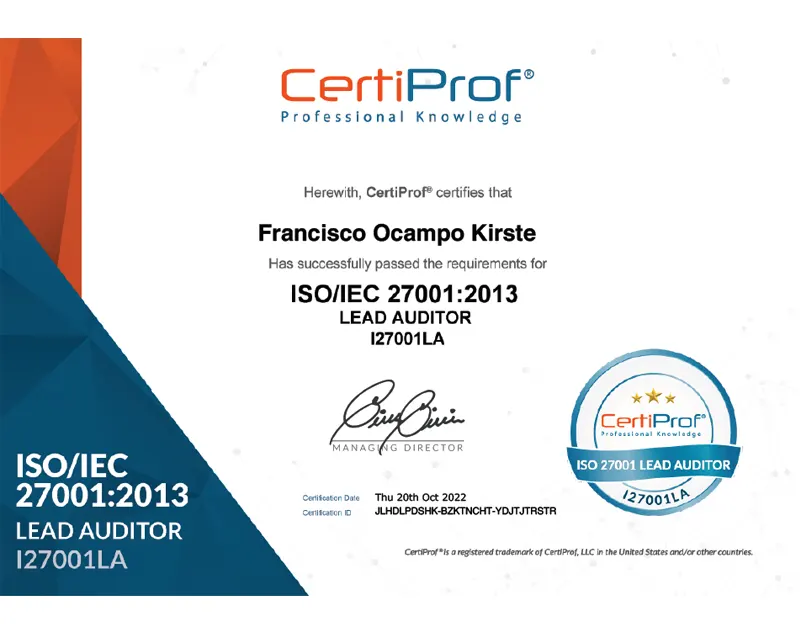 CertiProf®
Professional Knowledge
Herewith, CertiProf® certifies that
Francisco Ocampo Kirste
Has successfully passed the requirements for
ISO/IEC 27001:2013
LEAD AUDITOR
I27001LA
MANAGING DIRECTOR
Certification Date Thu 20th Oct 2022
Certification ID JLHDLPDSHK-BZKTNCHT-YDJTJTRSTR
CertiProf® is a registered trademark of CertiProf, LLC in the United States and/or other countries.
ISO/IEC
27001:2013
LEAD AUDITOR
I27001LA
CertiProf®
Professional Knowledge
ISO 27001 LEAD AUDITOR
I27001LA